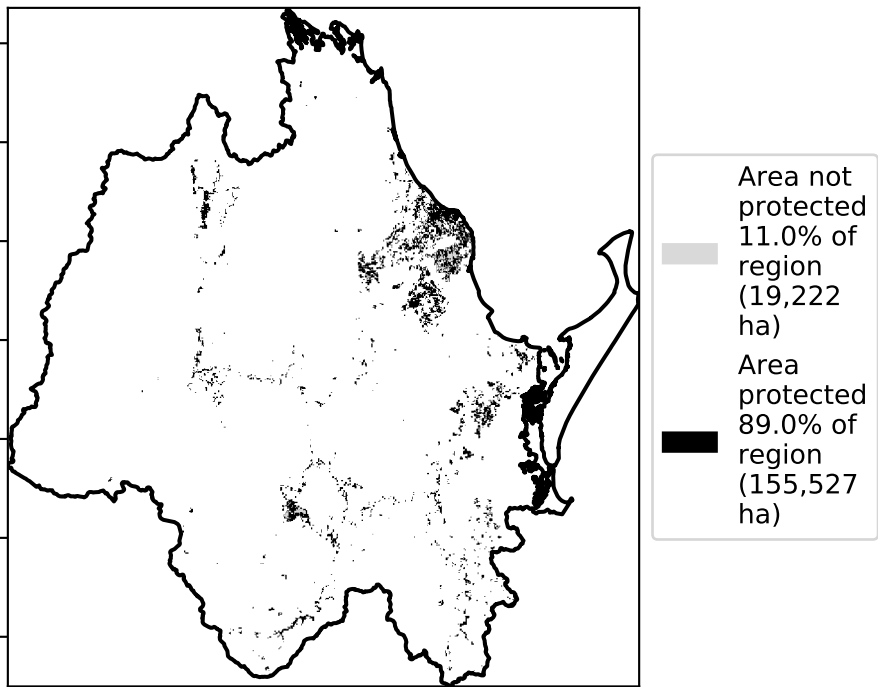 Area not
protected
11.0% of
region
(19,222
ha)
Area
protected
89.0% of
region
(155,527
ha)